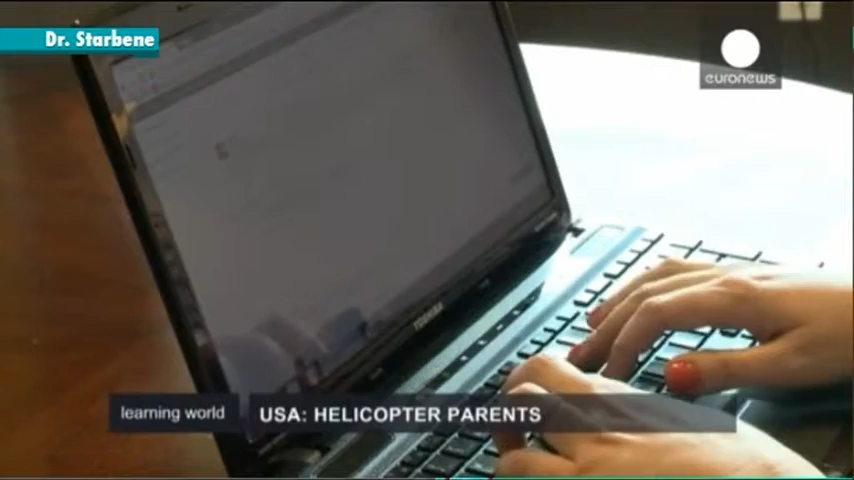 Dr. Starbene
euronews
TOSHIBA
learning world
USA: HELICOPTER PARENTS